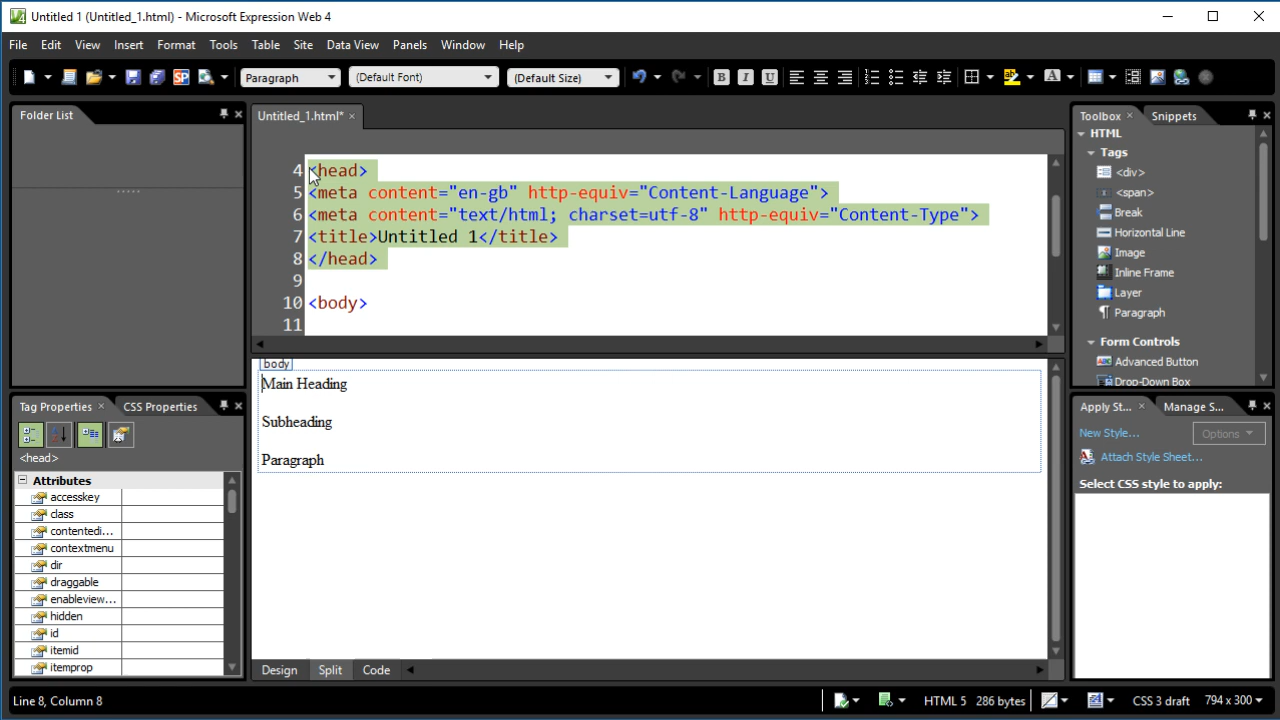 Untitled 1 (Untitled_1.html) - Microsoft Expression Web 4
File Edit View Insert Format Tools Table Site Data View Panels Window Help
SP Paragraph (Default Font) (Default Size) B I U A
Folder List
Untitled_1.html*
4 <head>
5 <meta content="en-gb" http-equiv="Content-Language">
6 <meta content="text/html; charset=utf-8" http-equiv="Content-Type">
7 <title>Untitled 1</title>
8 </head>
9
10 <body>
11
body
Main Heading
Subheading
Paragraph
Design Split Code
Toolbox Snippets
HTML
Tags
<div>
<span>
Break
Horizontal Line
Image
Inline Frame
Layer
Paragraph
Form Controls
Advanced Button
Drop-Down Box
Tag Properties CSS Properties
<head>
Attributes
accesskey
class
contentedi...
contextmenu
dir
draggable
enableview...
hidden
id
itemid
itemprop
Apply St... Manage S...
New Style... Options
Attach Style Sheet...
Select CSS style to apply:
Line 8, Column 8
HTML 5 286 bytes CSS 3 draft 794 x 300